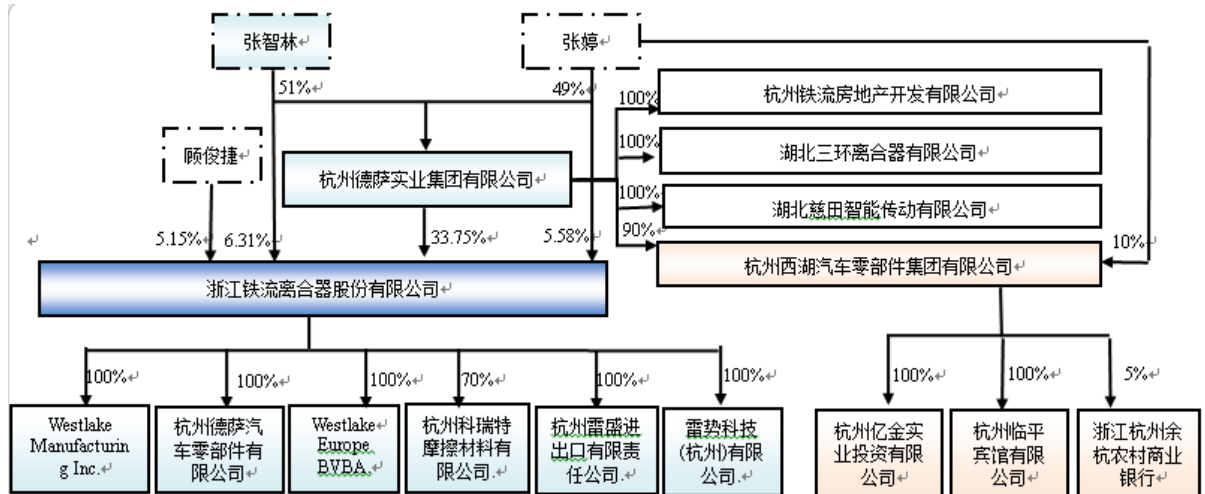 张智林
张婷
51%
49%
100%
杭州铁流房地产开发有限公司
顾俊捷
100%
湖北三环离合器有限公司
杭州德萨实业集团有限公司
100%
湖北慈田智能传动有限公司
5.15%
6.31%
33.75%
5.58%
90%
杭州西湖汽车零部件集团有限公司
10%
浙江铁流离合器股份有限公司
100%
100%
100%
70%
100%
100%
100%
100%
5%
Westlake
Manufacturin
g Inc.
杭州德萨汽
车零部件有
限公司
Westlake
Europe
BVBA.
杭州科瑞特
摩擦材料有
限公司.
杭州雷盛进
出口有限责
任公司.
雷势科技
(杭州)有限
公司.
杭州亿金实
业投资有限
公司
杭州临平
宾馆有限
公司
浙江杭州余
杭农村商业
银行